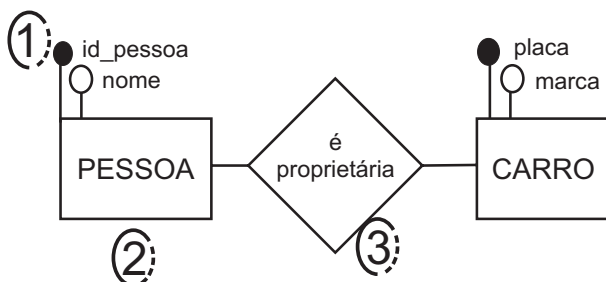 1
id_pessoa
nome
placa
marca
PESSOA
é
proprietária
CARRO
2
3